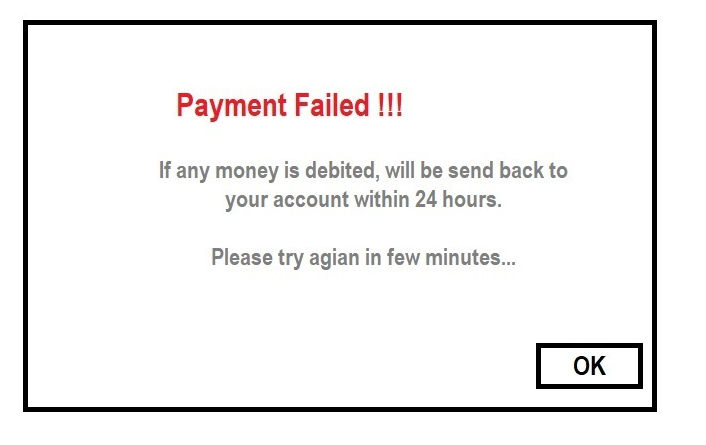 Payment Failed !!!
If any money is debited, will be send back to
your account within 24 hours.
Please try agian in few minutes...
OK